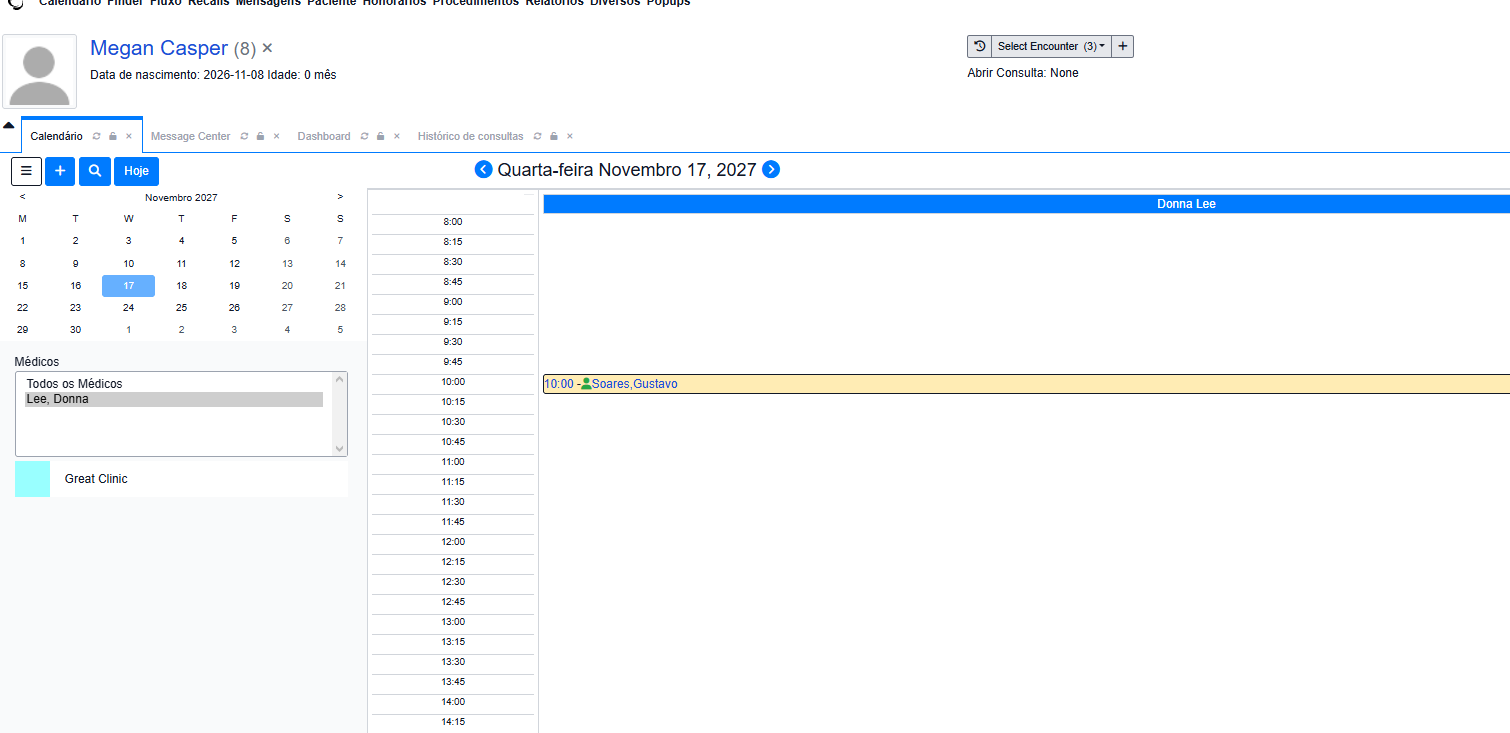 Calendário Finder Fluxo Recalls Mensagens Paciente Honorários Procedimentos Relatórios Diversos Popups
Megan Casper (8) ×
Data de nascimento: 2026-11-08 Idade: 0 mês
Select Encounter (3)
+
Abrir Consulta: None
Calendário × Message Center × Dashboard × Histórico de consultas ×
+ Hoje
Quarta-feira Novembro 17, 2027
< Novembro 2027 >
M T W T F S S
1 2 3 4 5 6 7
8 9 10 11 12 13 14
15 16 17 18 19 20 21
22 23 24 25 26 27 28
29 30 1 2 3 4 5
Médicos
Todos os Médicos
Lee, Donna
Great Clinic
Donna Lee
8:00
8:15
8:30
8:45
9:00
9:15
9:30
9:45
10:00
10:00 -Soares,Gustavo
10:15
10:30
10:45
11:00
11:15
11:30
11:45
12:00
12:15
12:30
12:45
13:00
13:15
13:30
13:45
14:00
14:15